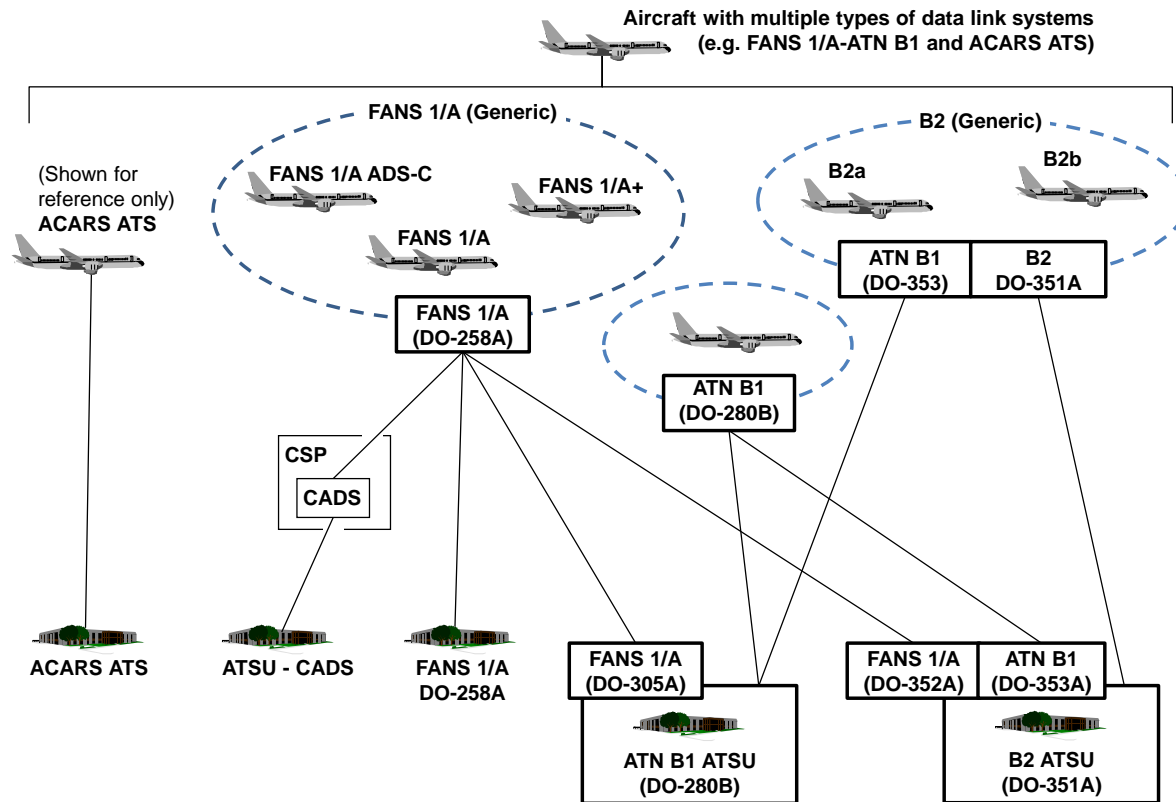 Aircraft with multiple types of data link systems
(e.g. FANS 1/A-ATN B1 and ACARS ATS)
FANS 1/A (Generic)
B2 (Generic)
(Shown for
reference only)
ACARS ATS
FANS 1/A ADS-C
FANS 1/A+
FANS 1/A
B2a
B2b
FANS 1/A
(DO-258A)
ATN B1
(DO-353)
B2
DO-351A
ATN B1
(DO-280B)
CSP
CADS
ACARS ATS
ATSU - CADS
FANS 1/A
DO-258A
FANS 1/A
(DO-305A)
ATN B1 ATSU
(DO-280B)
FANS 1/A
(DO-352A)
ATN B1
(DO-353A)
B2 ATSU
(DO-351A)